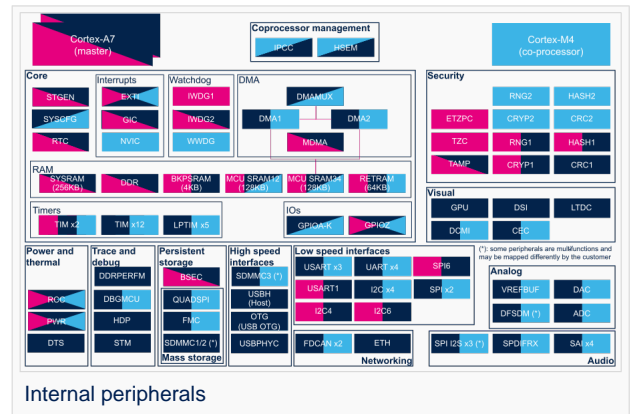 Cortex-A7
(master)
Coprocessor management
IPCC
HSEM
Cortex-M4
(co-processor)
Core
STGEN
SYSCFG
RTC
Interrupts
EXTI
GIC
NVIC
Watchdog
IWDG1
IWDG2
WWDG
DMA
DMAMUX
DMA1
DMA2
MDMA
Security
RNG2
HASH2
ETZPC
CRYP2
CRC2
TZC
RNG1
HASH1
TAMP
CRYP1
CRC1
RAM
SYSRAM
(256KB)
DDR
BKPSRAM
(4KB)
MCU SRAM12
(128KB)
MCU SRAM34
(128KB)
RETRAM
(64KB)
Timers
TIM x2
TIM x12
LPTIM x5
IOs
GPIOA-K
GPIOZ
Visual
GPU
DSI
LTDC
DCMI
CEC
(*): some peripherals are multifunctions and
may be mapped differently by the customer
Power and
thermal
RCC
PWR
DTS
Trace and
debug
DDRPERFM
DBGMCU
HDP
STM
Persistent
storage
BSEC
QUADSPI
FMC
SDMMC1/2 (*)
Mass storage
High speed
interfaces
SDMMC3 (*)
USBH
(Host)
OTG
(USB OTG)
USBPHYC
Low speed interfaces
USART x3
UART x4
SPI6
USART1
I2C x4
SPI x2
I2C4
I2C6
Analog
VREFBUF
DAC
DFSDM (*)
ADC
FDCAN x2
ETH
Networking
SPI I2S x3 (*)
SPDIFRX
SAI x4
Audio
Internal peripherals